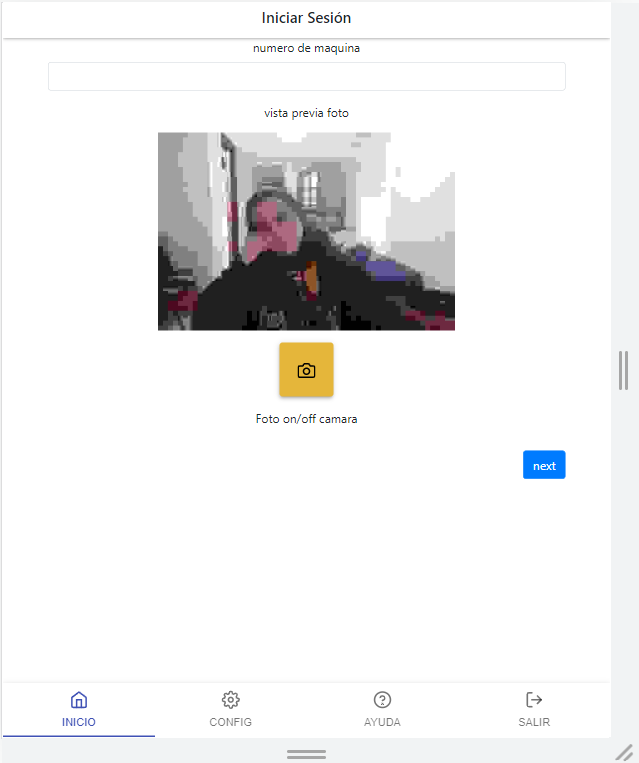 Iniciar Sesión
numero de maquina
vista previa foto
Foto on/off camara
next
INICIO
CONFIG
AYUDA
SALIR